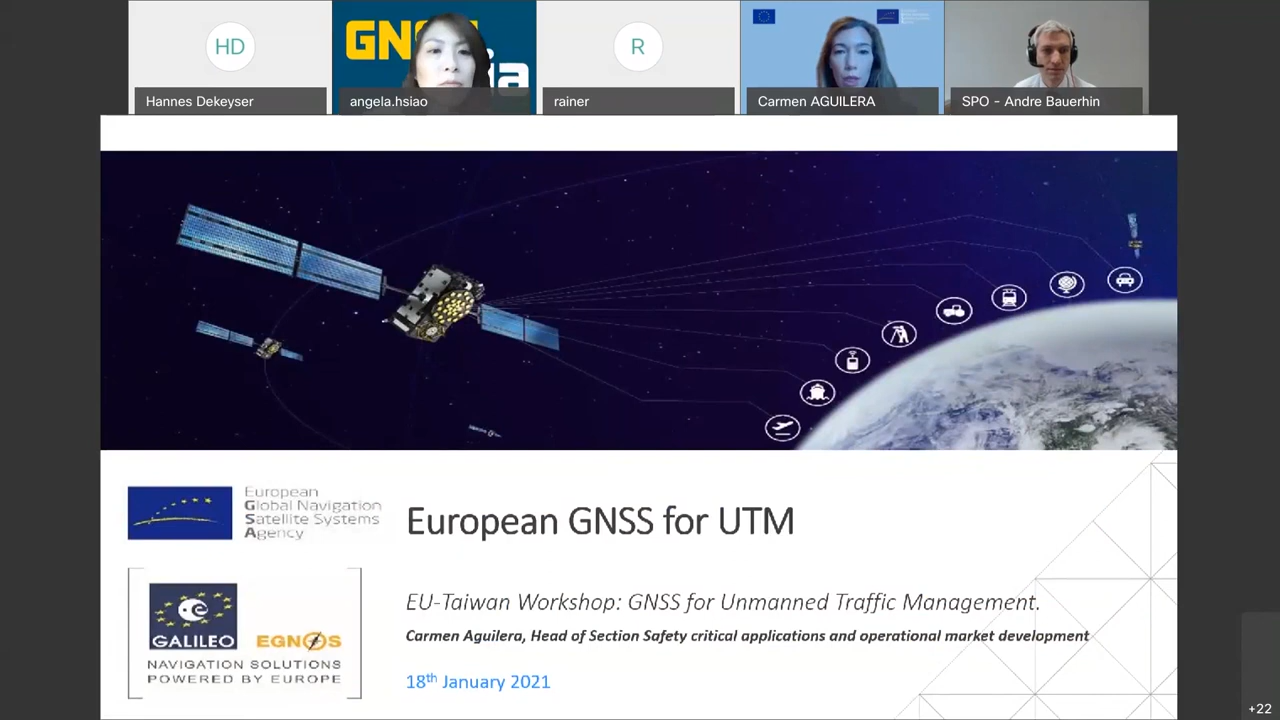 HD
Hannes Dekeyser
GN
a
angela.hsiao
R
rainer
Carmen AGUILERA
SPO - Andre Bauerhin
European
Global Navigation
Satellite Systems
Agency
European GNSS for UTM
GALILEO
EGNOS
NAVIGATION SOLUTIONS
POWERED BY EUROPE
EU-Taiwan Workshop: GNSS for Unmanned Traffic Management.
Carmen Aguilera, Head of Section Safety critical applications and operational market development
18th January 2021
+22